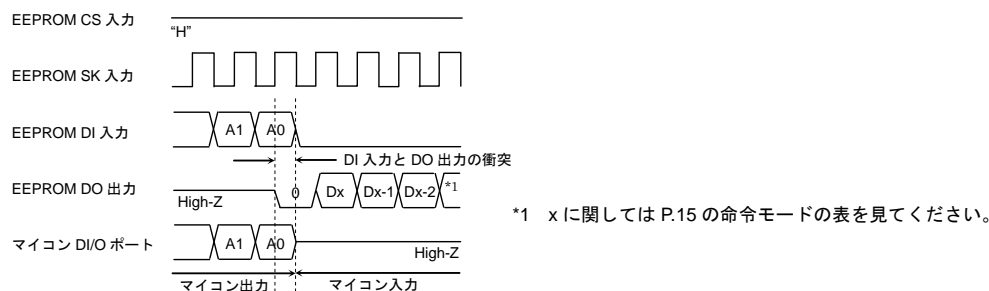 EEPROM CS 入力
“H”
EEPROM SK 入力
EEPROM DI 入力
A1 A0
DI 入力と DO 出力の衝突
EEPROM DO 出力
High-Z
0 Dx Dx-1 Dx-2 *1
*1 x に関しては P.15 の命令モードの表を見てください。
マイコン DI/O ポート
A1 A0
High-Z
マイコン出力 マイコン入力